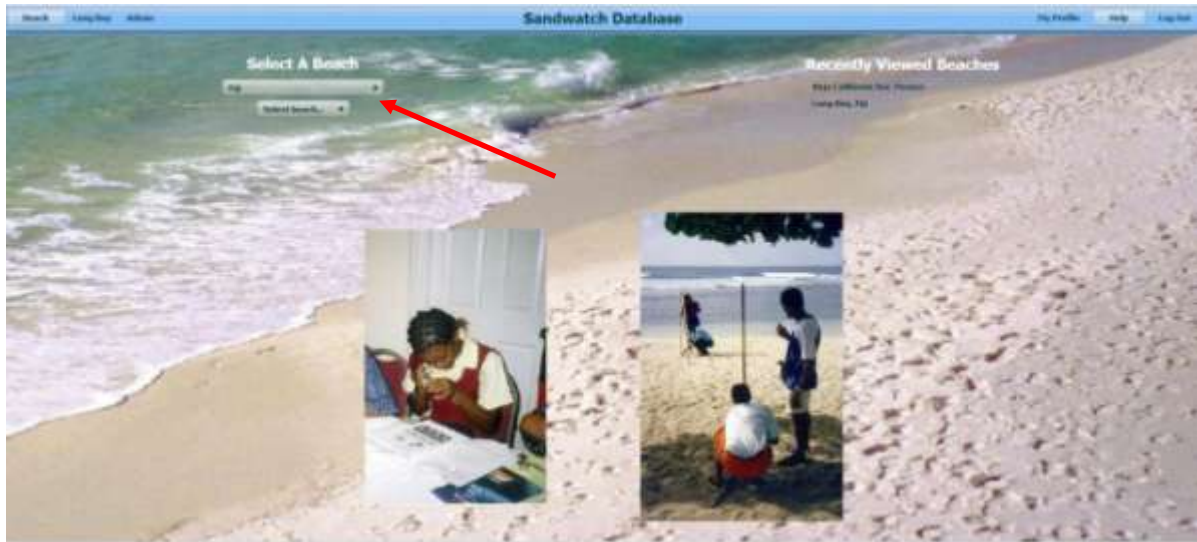 Search Long Bay Admin Sandwatch Database My Profile Help Log Out
Select A Beach
Fiji
Select beach...
Recently Viewed Beaches
Long Bay, Fiji